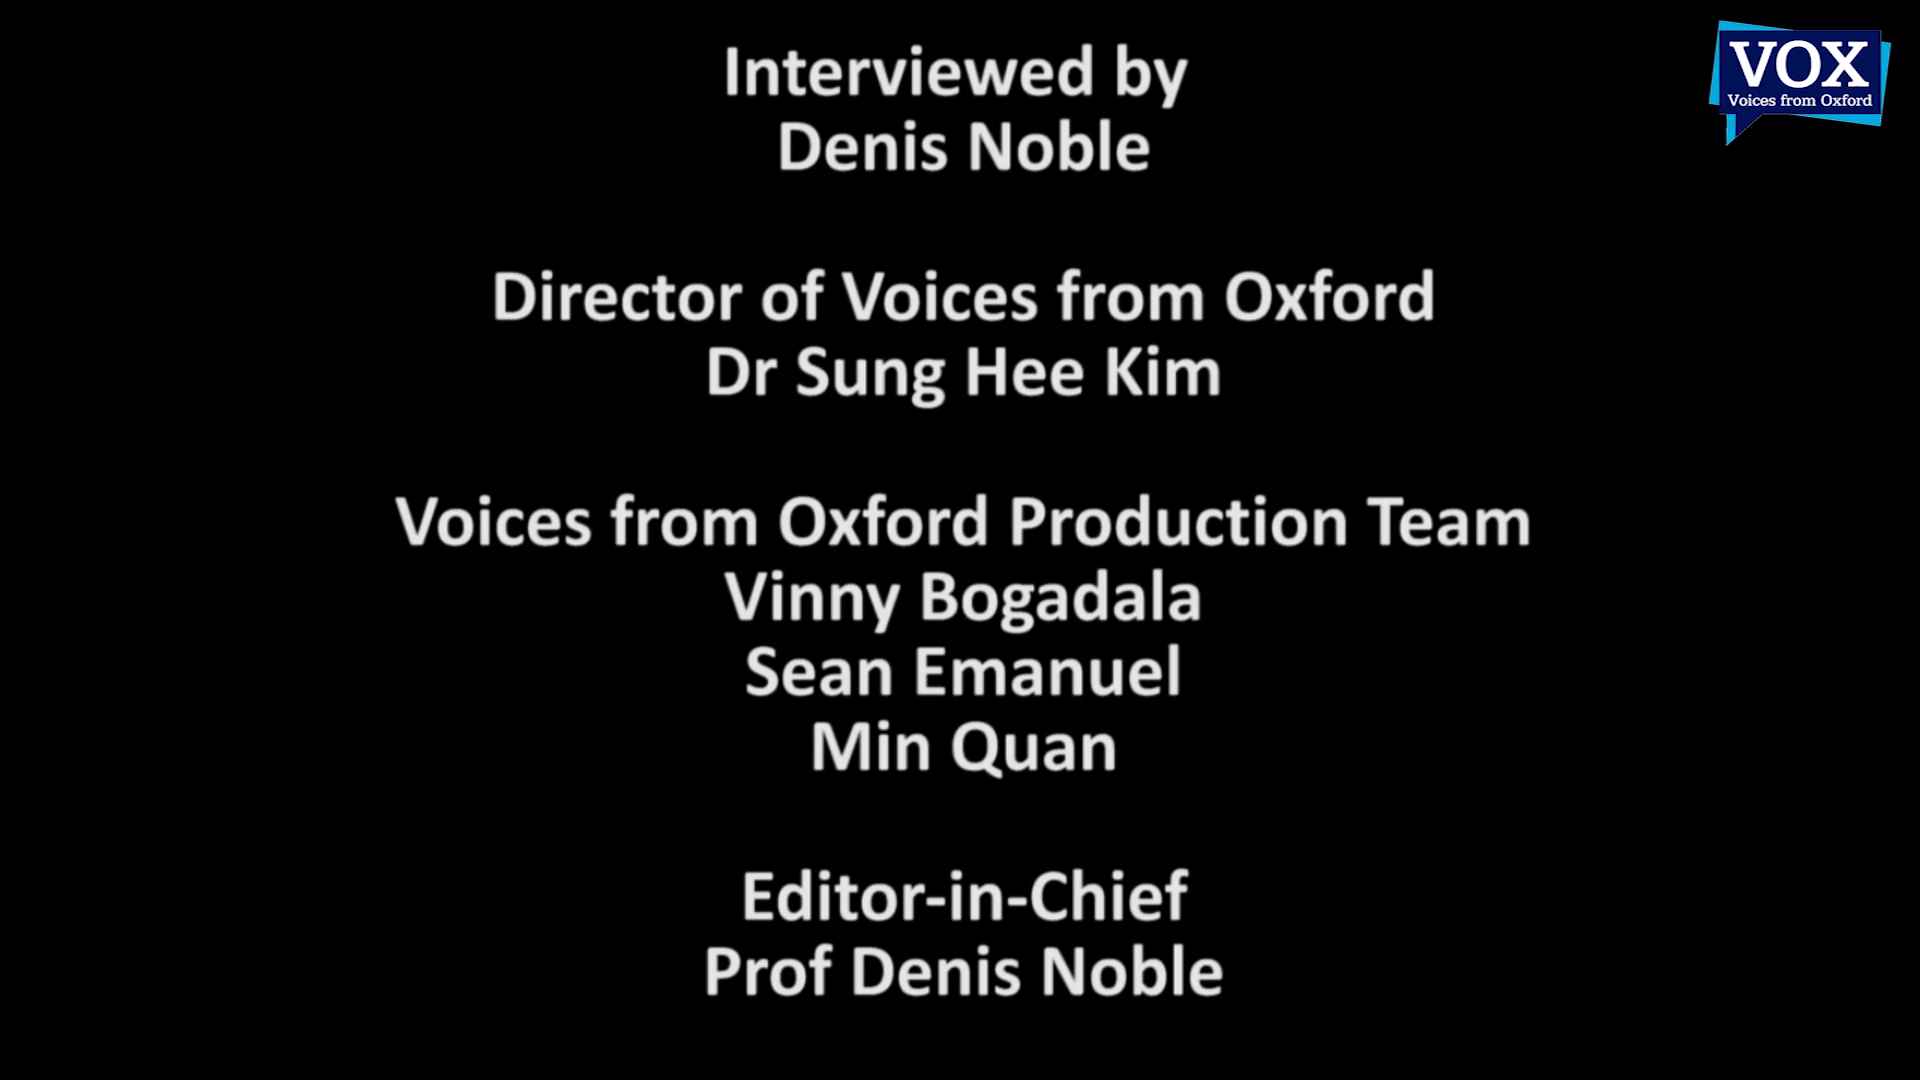 Interviewed by
Denis Noble
Director of Voices from Oxford
Dr Sung Hee Kim
Voices from Oxford Production Team
Vinny Bogadala
Sean Emanuel
Min Quan
Editor-in-Chief
Prof Denis Noble
VOX
Voices from Oxford